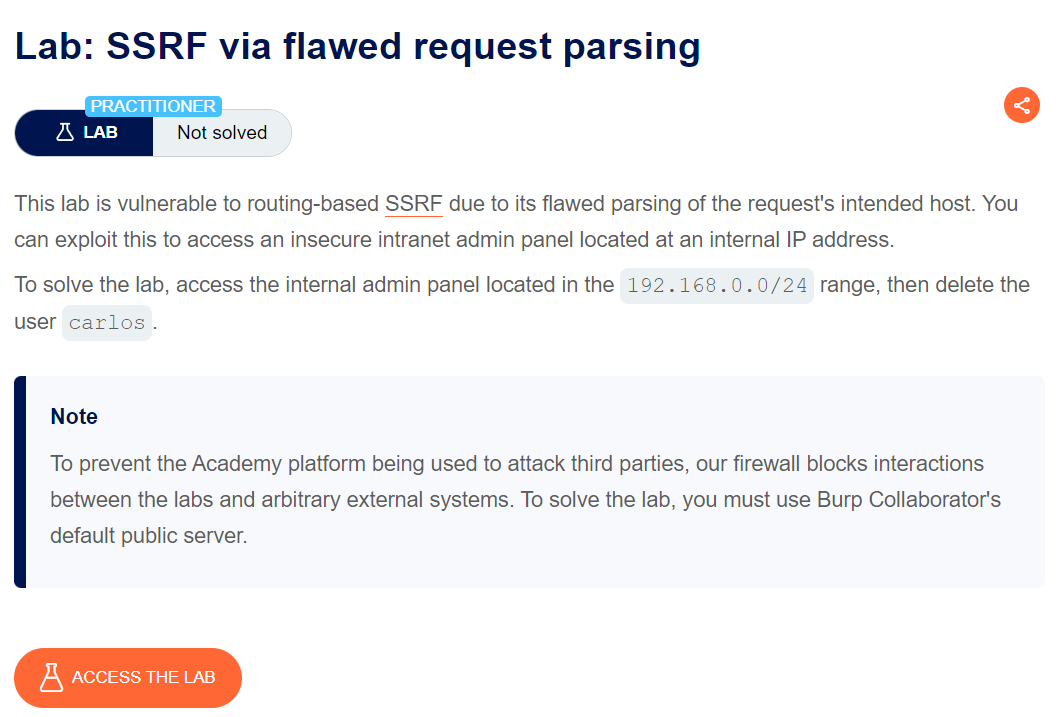 Lab: SSRF via flawed request parsing
PRACTITIONER
LAB
Not solved
This lab is vulnerable to routing-based SSRF due to its flawed parsing of the request's intended host. You
can exploit this to access an insecure intranet admin panel located at an internal IP address.
To solve the lab, access the internal admin panel located in the 192.168.0.0/24 range, then delete the
user carlos.
Note
To prevent the Academy platform being used to attack third parties, our firewall blocks interactions
between the labs and arbitrary external systems. To solve the lab, you must use Burp Collaborator's
default public server.
ACCESS THE LAB